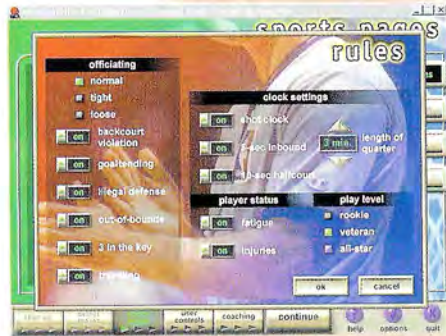 sports pages
rules
officiating
normal
tight
loose
on backcourt violation
on goaltending
on illegal defense
on out-of-bounds
on 3 in the key
on traveling
clock settings
on shot clock
on 5-sec inbound
on 10-sec halfcourt
3 min. length of quarter
player status
on fatigue
on injuries
play level
rookie
veteran
all-star
ok
cancel
user controls
coaching
continue
help
options
quit